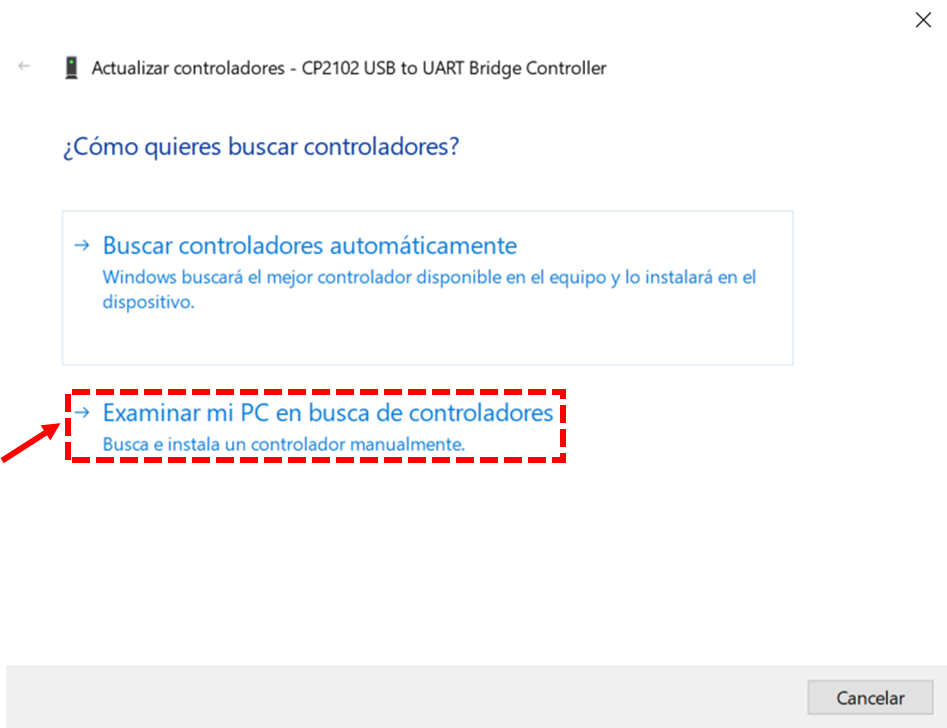 Actualizar controladores - CP2102 USB to UART Bridge Controller
¿Cómo quieres buscar controladores?
Buscar controladores automáticamente
Windows buscará el mejor controlador disponible en el equipo y lo instalará en el
dispositivo.
Examinar mi PC en busca de controladores
Busca e instala un controlador manualmente.
Cancelar